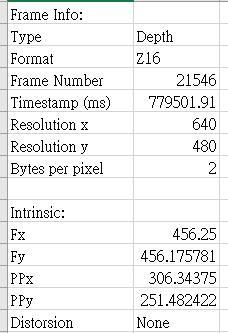 Frame Info:
Type Depth
Format Z16
Frame Number 21546
Timestamp (ms) 779501.91
Resolution x 640
Resolution y 480
Bytes per pixel 2
Intrinsic:
Fx 456.25
Fy 456.175781
PPx 306.34375
PPy 251.482422
Distorsion None